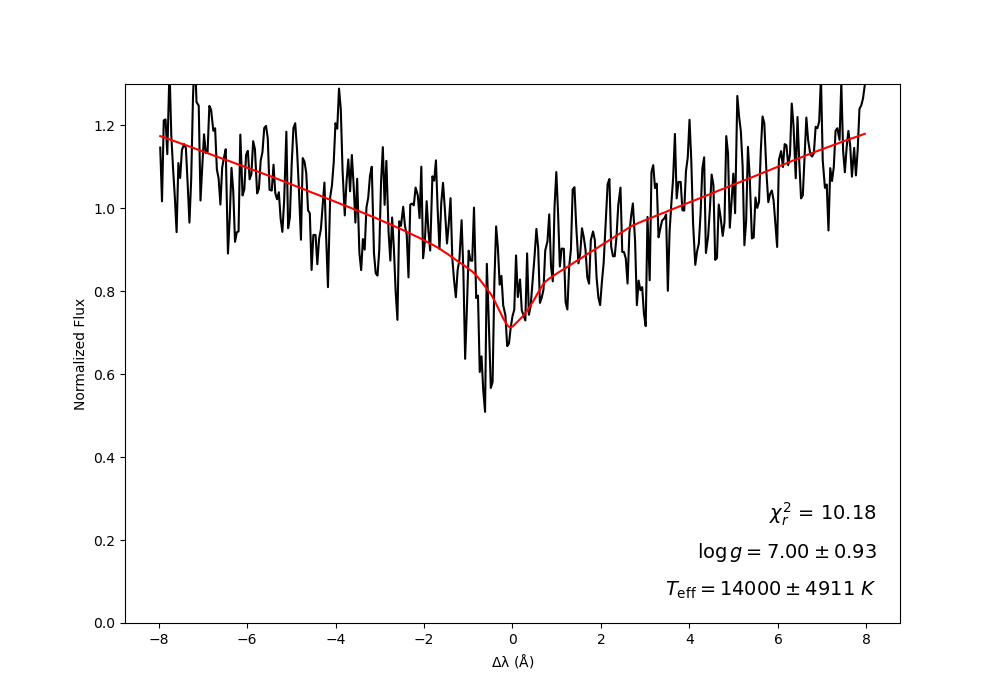 1.2
1.0
0.8
0.6
0.4
0.2
0.0
Normalized Flux
χ²ᵣ = 10.18
log g = 7.00 ± 0.93
T_eff = 14000 ± 4911 K
−8 −6 −4 −2 0 2 4 6 8
Δλ (Å)